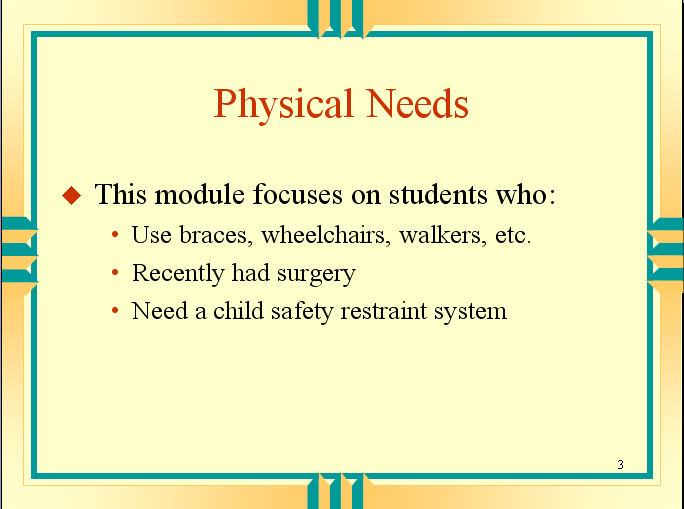 Physical Needs
This module focuses on students who:
• Use braces, wheelchairs, walkers, etc.
• Recently had surgery
• Need a child safety restraint system
3